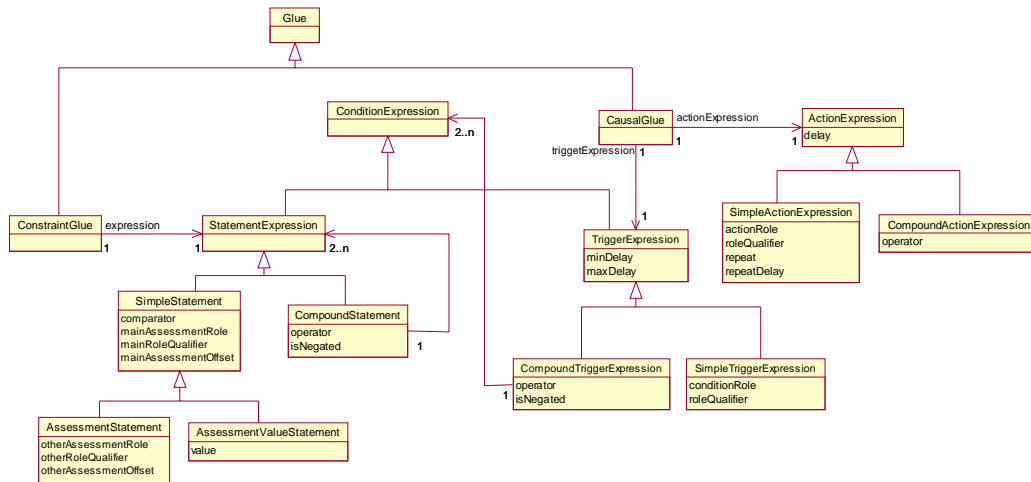 Glue
ConditionExpression
2..n
CausalGlue
actionExpression
1
1
ActionExpression
delay
triggetExpression
1
1
ConstraintGlue
expression
1
1
StatementExpression
2..n
TriggerExpression
minDelay
maxDelay
SimpleActionExpression
actionRole
roleQualifier
repeat
repeatDelay
CompoundActionExpression
operator
SimpleStatement
comparator
mainAssessmentRole
mainRoleQualifier
mainAssessmentOffset
CompoundStatement
operator
isNegated
1
CompoundTriggerExpression
operator
isNegated
1
SimpleTriggerExpression
conditionRole
roleQualifier
AssessmentStatement
otherAssessmentRole
otherRoleQualifier
otherAssessmentOffset
AssessmentValueStatement
value